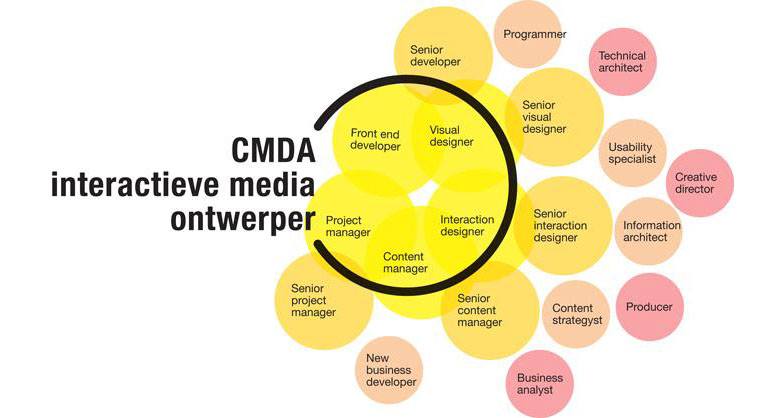 CMDA
interactieve media
ontwerper
Senior
developer
Programmer
Technical
architect
Front end
developer
Visual
designer
Senior
visual
designer
Usability
specialist
Creative
director
Project
manager
Interaction
designer
Senior
interaction
designer
Information
architect
Content
manager
Senior
project
manager
Senior
content
manager
Content
strategyst
Producer
New
business
developer
Business
analyst